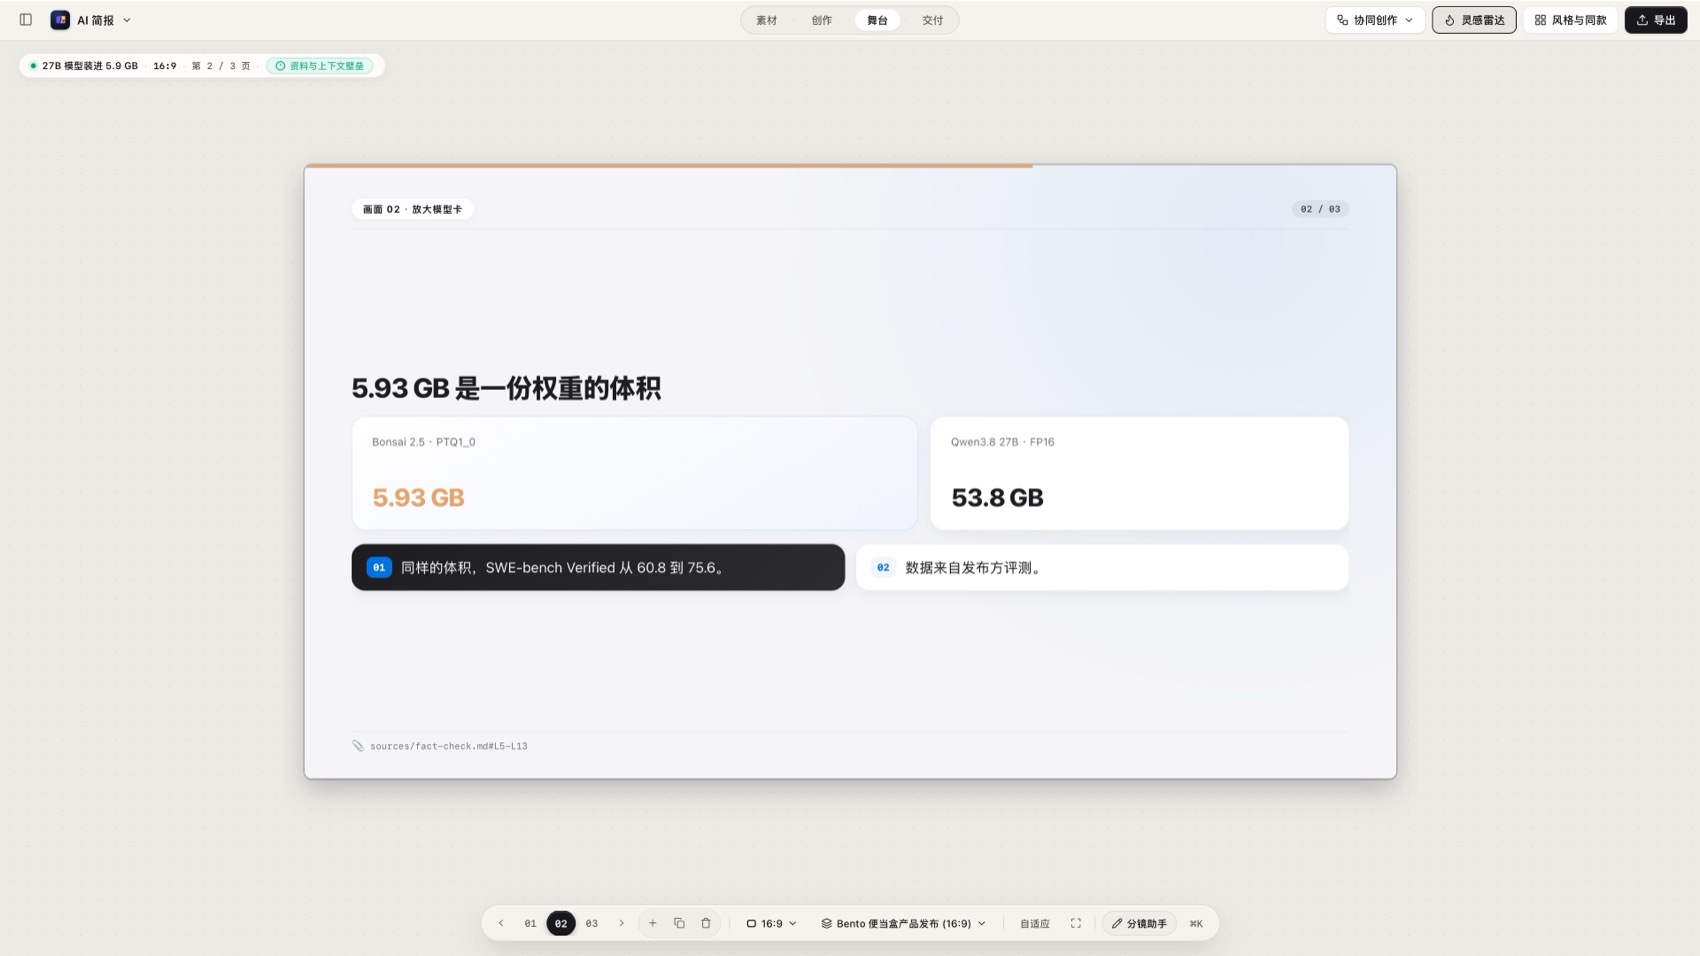 AI 简报
素材
创作
舞台
交付
协同创作
灵感雷达
风格与同款
导出
27B 模型装进 5.9 GB · 16:9 · 第 2 / 3 页 · 资料与上下文壁垒
画面 02 · 放大模型卡
02 / 03
5.93 GB 是一份权重的体积
Bonsai 2.5 · PTQ1_0
5.93 GB
Qwen3.8 27B · FP16
53.8 GB
01 同样的体积，SWE-bench Verified 从 60.8 到 75.6。
02 数据来自发布方评测。
sources/fact-check.md#L5-L13
01 02 03
16:9
Bento 便当盒产品发布 (16:9)
自适应
分镜助手
⌘K